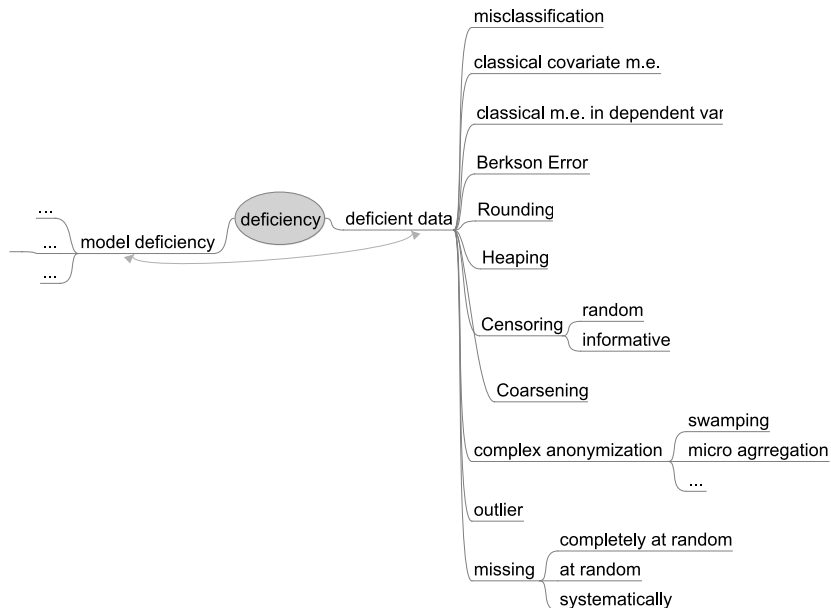 misclassification
classical covariate m.e.
classical m.e. in dependent var
Berkson Error
Rounding
Heaping
Censoring
random
informative
Coarsening
complex anonymization
swamping
micro agrregation
...
outlier
missing
completely at random
at random
systematically
deficient data
deficiency
model deficiency
...
...
...